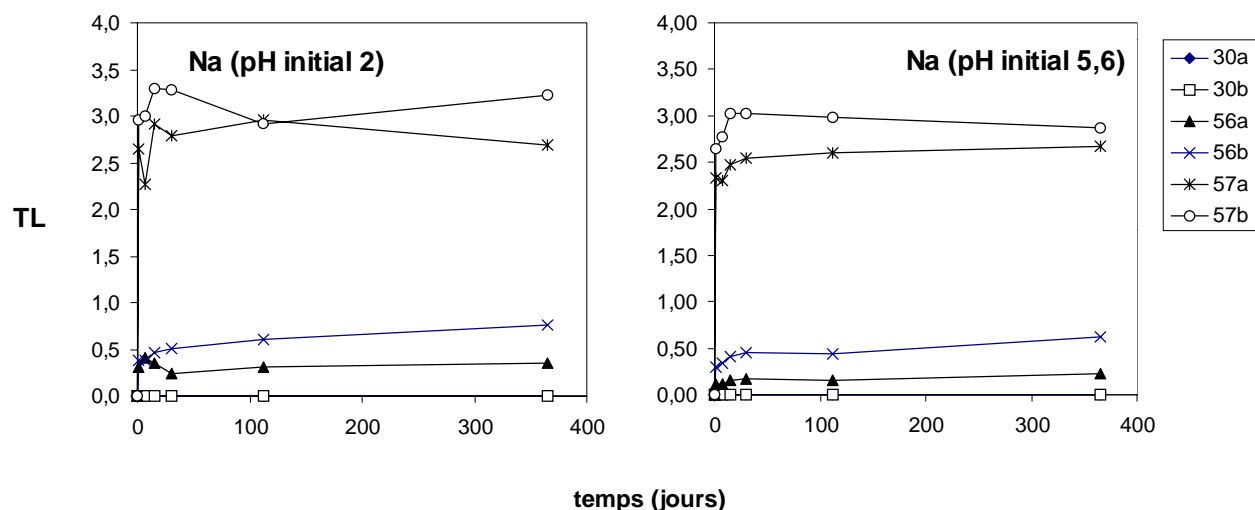 Na (pH initial 2)
4,0
3,5
3,0
2,5
2,0
1,5
1,0
0,5
0,0
0
100
200
300
400
TL
Na (pH initial 5,6)
4,00
3,50
3,00
2,50
2,00
1,50
1,00
0,50
0,00
0
100
200
300
400
30a
30b
56a
56b
57a
57b
temps (jours)